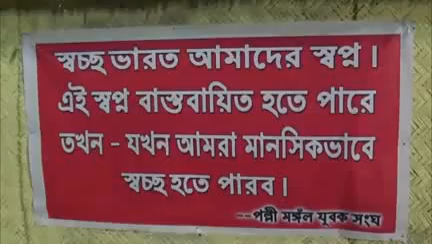 স্বচ্ছ ভারত আমাদের স্বপ্ন।
এই স্বপ্ন বাস্তবায়িত হতে পারে
তখন - যখন আমরা মানসিকভাবে
স্বচ্ছ হতে পারব।
--পল্লী মঙ্গঁল যুবক সংঘ